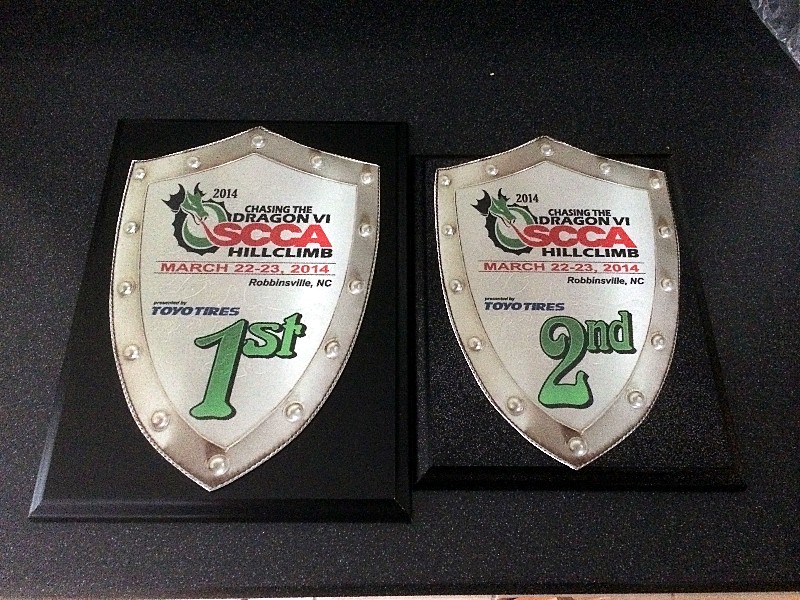 2014
CHASING THE
DRAGON VI
SCCA
HILLCLIMB
MARCH 22-23, 2014
Robbinsville, NC
presented by
TOYO TIRES
1st
2014
CHASING THE
DRAGON VI
SCCA
HILLCLIMB
MARCH 22-23, 2014
Robbinsville, NC
presented by
TOYO TIRES
2nd